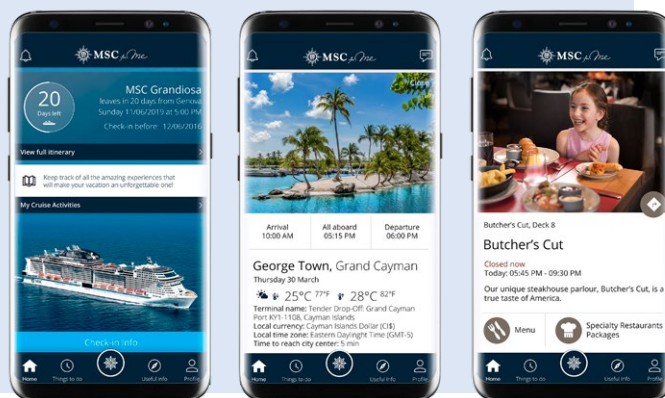 MSC for Me
20
Days left
MSC Grandiosa
leaves in 20 days from Genova
Sunday 11/06/2019 at 5:00 PM
Check-in before: 12/06/2016
View full itinerary
Keep track of all the amazing experiences that
will make your vacation an unforgettable one!
My Cruise Activities
Check-in Info
Home
Things to do
Useful Info
Profile
MSC for Me
Close
Arrival
10:00 AM
All aboard
05:15 PM
Departure
06:00 PM
George Town, Grand Cayman
Thursday 30 March
25°C 77°F
28°C 82°F
Terminal name: Tender Drop-Off: Grand Cayman
Port KY1-1108, Cayman Islands
Local currency: Cayman Islands Dollar (CI$)
Local time zone: Eastern Daylinght Time (GMT-5)
Time to reach city center: 5 min
Home
Things to do
Useful Info
Profile
MSC for Me
Butcher's Cut, Deck 8
Butcher's Cut
Closed now
Today: 05:45 PM - 09:30 PM
Our unique steakhouse parlour, Butcher's Cut, is a
true taste of America.
Menu
Specialty Restaurants
Packages
Home
Things to do
Useful Info
Profile